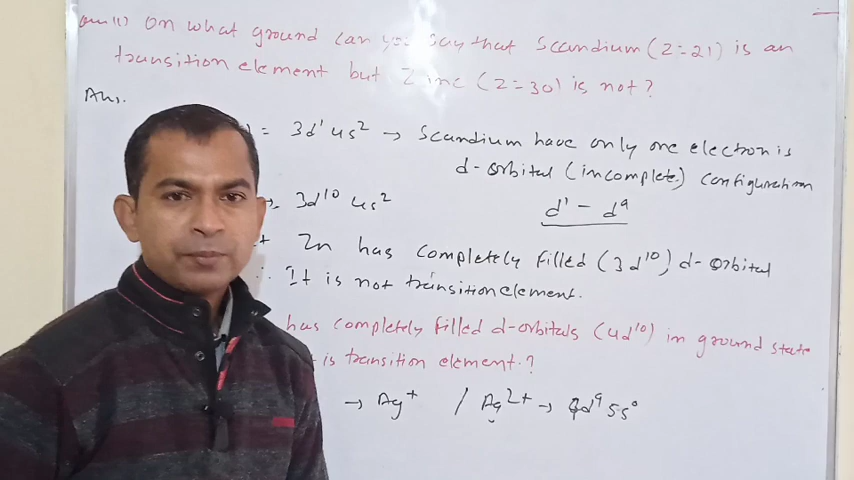 Ques (1) On what ground can you say that Scandium (Z=21) is an
transition element but Zinc (Z=30) is not?
Ans.
= 3d¹ 4s² → Scandium have only one electron is
d-orbital (incomplete) configuration
3d¹⁰ 4s²
d¹ – d⁹
Zn has completely filled (3d¹⁰) d-orbital
∴ It is not transition element.
has completely filled d-orbitals (4d¹⁰) in ground state
is transition element?
→ Ag⁺ / Ag²⁺ → 4d⁹ 5s⁰